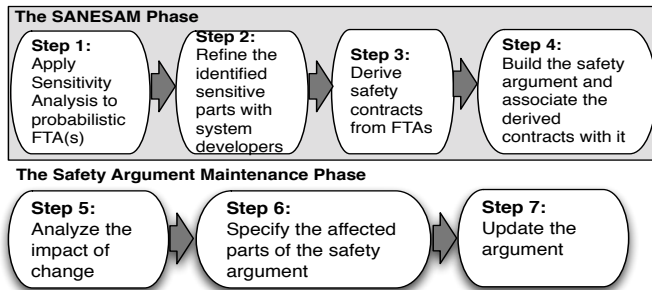 The SANESAM Phase
Step 1:
Apply
Sensitivity
Analysis to
probabilistic
FTA(s)
Step 2:
Refine the
identified
sensitive parts
with system
developers
Step 3:
Derive
safety
contracts
from FTAs
Step 4:
Build the safety
argument and
associate the
derived
contracts with it
The Safety Argument Maintenance Phase
Step 5:
Analyze the
impact of
change
Step 6:
Specify the affected
parts of the safety
argument
Step 7:
Update the
argument